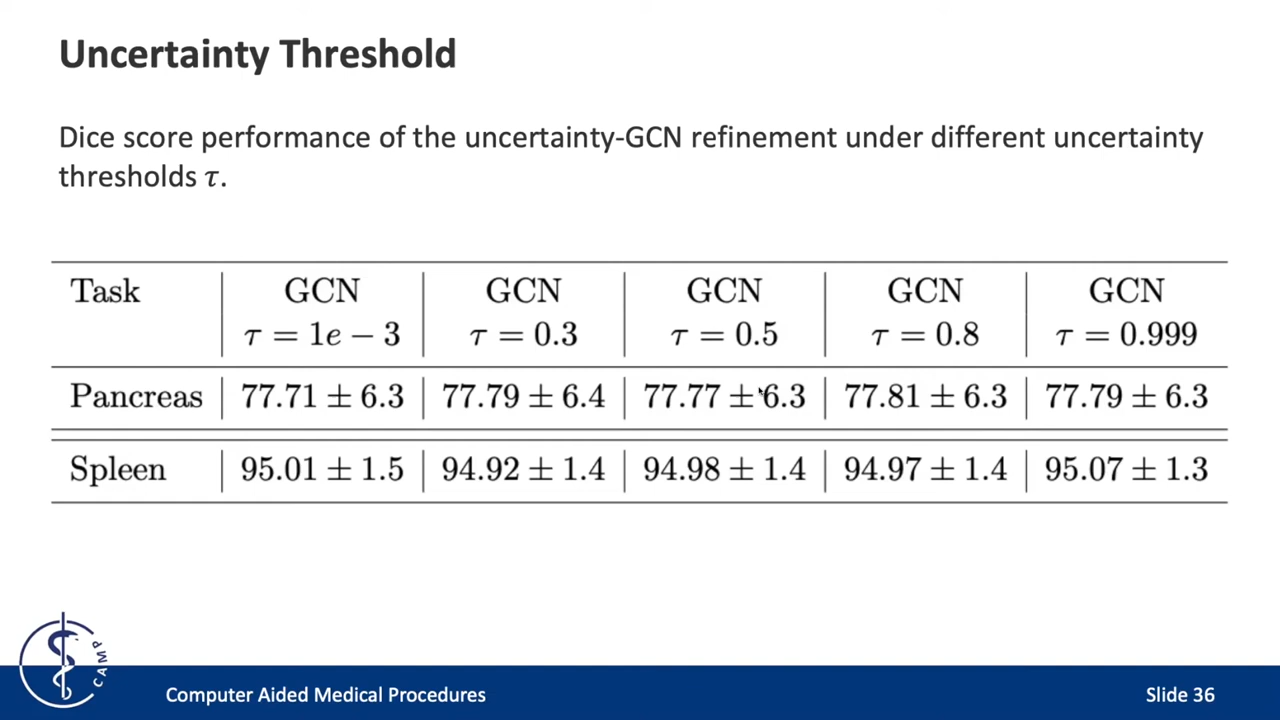 Uncertainty Threshold
Dice score performance of the uncertainty-GCN refinement under different uncertainty
thresholds τ.
Task GCN GCN GCN GCN GCN
τ = 1e − 3 τ = 0.3 τ = 0.5 τ = 0.8 τ = 0.999
Pancreas 77.71 ± 6.3 77.79 ± 6.4 77.77 ± 6.3 77.81 ± 6.3 77.79 ± 6.3
Spleen 95.01 ± 1.5 94.92 ± 1.4 94.98 ± 1.4 94.97 ± 1.4 95.07 ± 1.3
CAMP
Computer Aided Medical Procedures
Slide 36